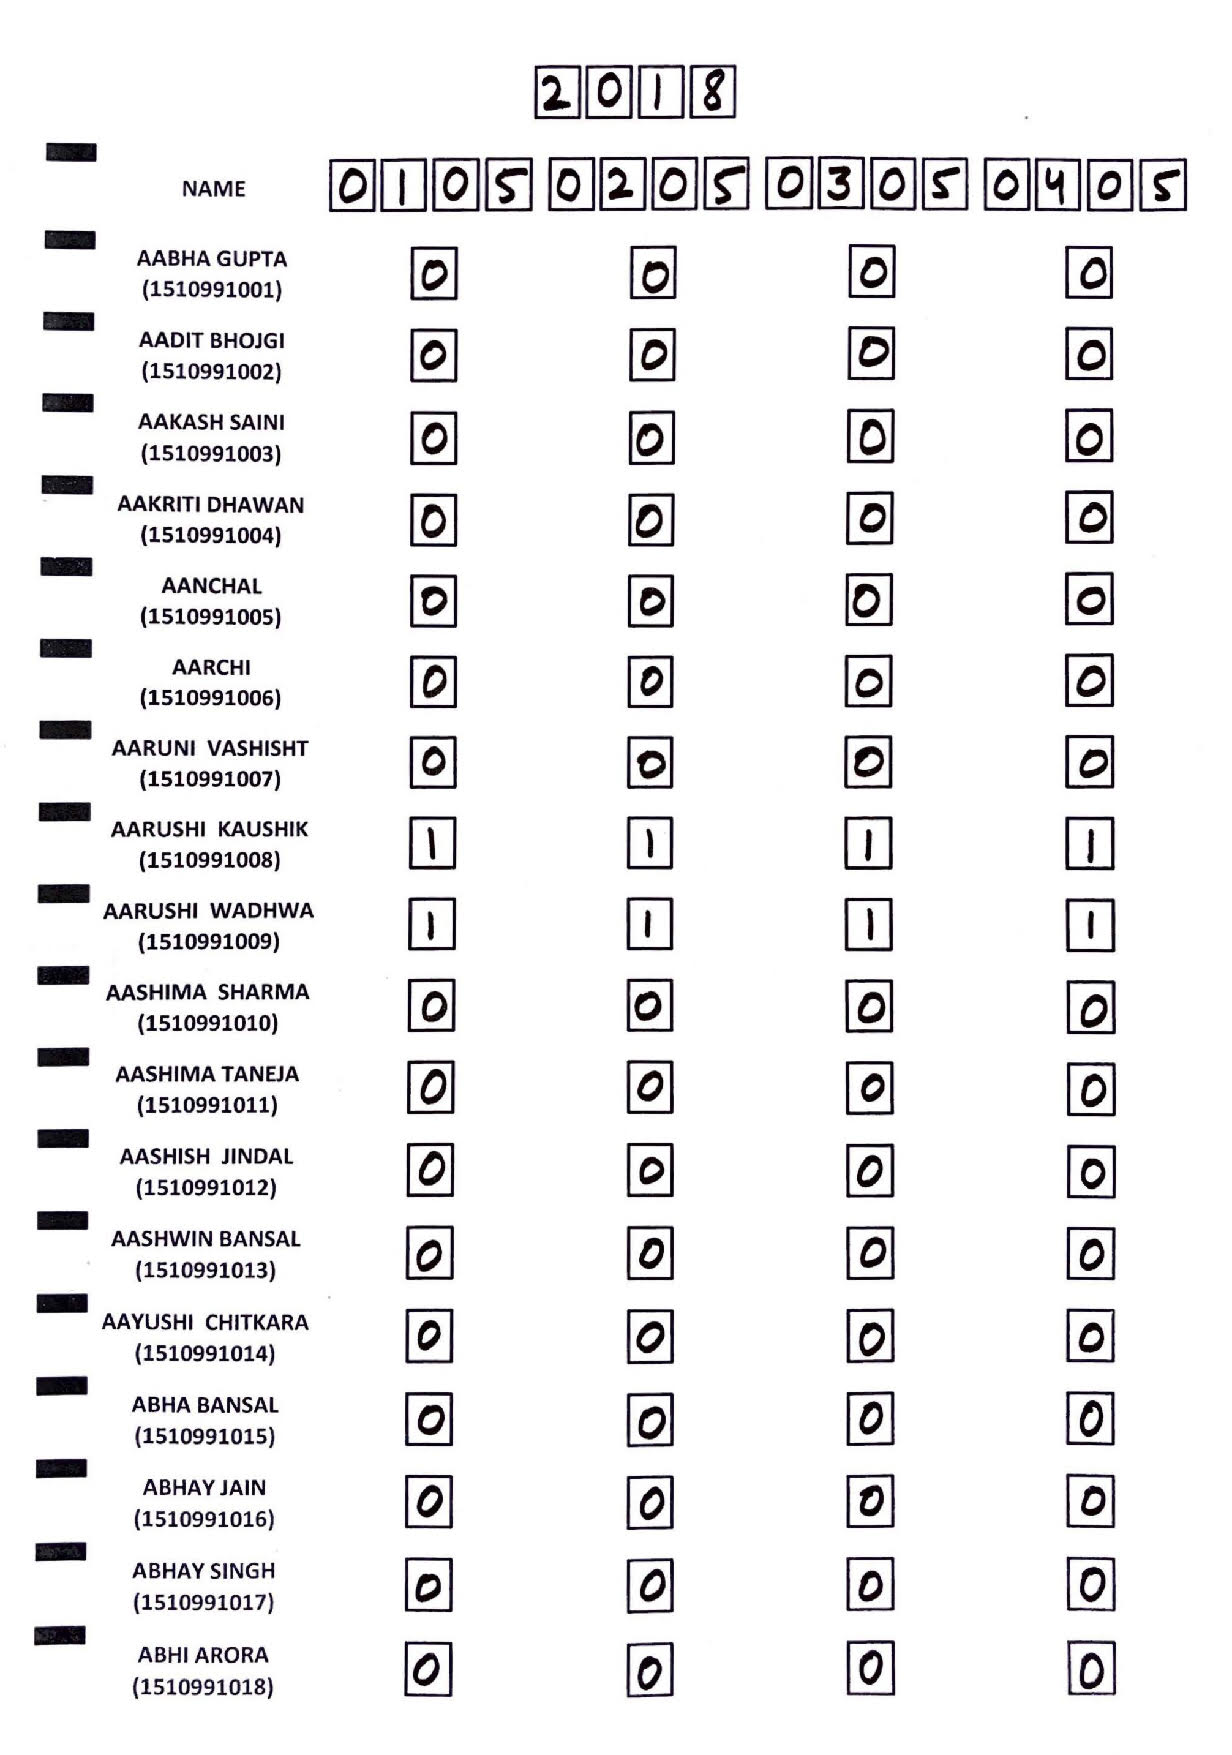 2018
NAME 0105 0205 0305 0405
AABHA GUPTA
(1510991001) 0 0 0 0
AADIT BHOJGI
(1510991002) 0 0 0 0
AAKASH SAINI
(1510991003) 0 0 0 0
AAKRITI DHAWAN
(1510991004) 0 0 0 0
AANCHAL
(1510991005) 0 0 0 0
AARCHI
(1510991006) 0 0 0 0
AARUNI VASHISHT
(1510991007) 0 0 0 0
AARUSHI KAUSHIK
(1510991008) 1 1 1 1
AARUSHI WADHWA
(1510991009) 1 1 1 1
AASHIMA SHARMA
(1510991010) 0 0 0 0
AASHIMA TANEJA
(1510991011) 0 0 0 0
AASHISH JINDAL
(1510991012) 0 0 0 0
AASHWIN BANSAL
(1510991013) 0 0 0 0
AAYUSHI CHITKARA
(1510991014) 0 0 0 0
ABHA BANSAL
(1510991015) 0 0 0 0
ABHAY JAIN
(1510991016) 0 0 0 0
ABHAY SINGH
(1510991017) 0 0 0 0
ABHI ARORA
(1510991018) 0 0 0 0